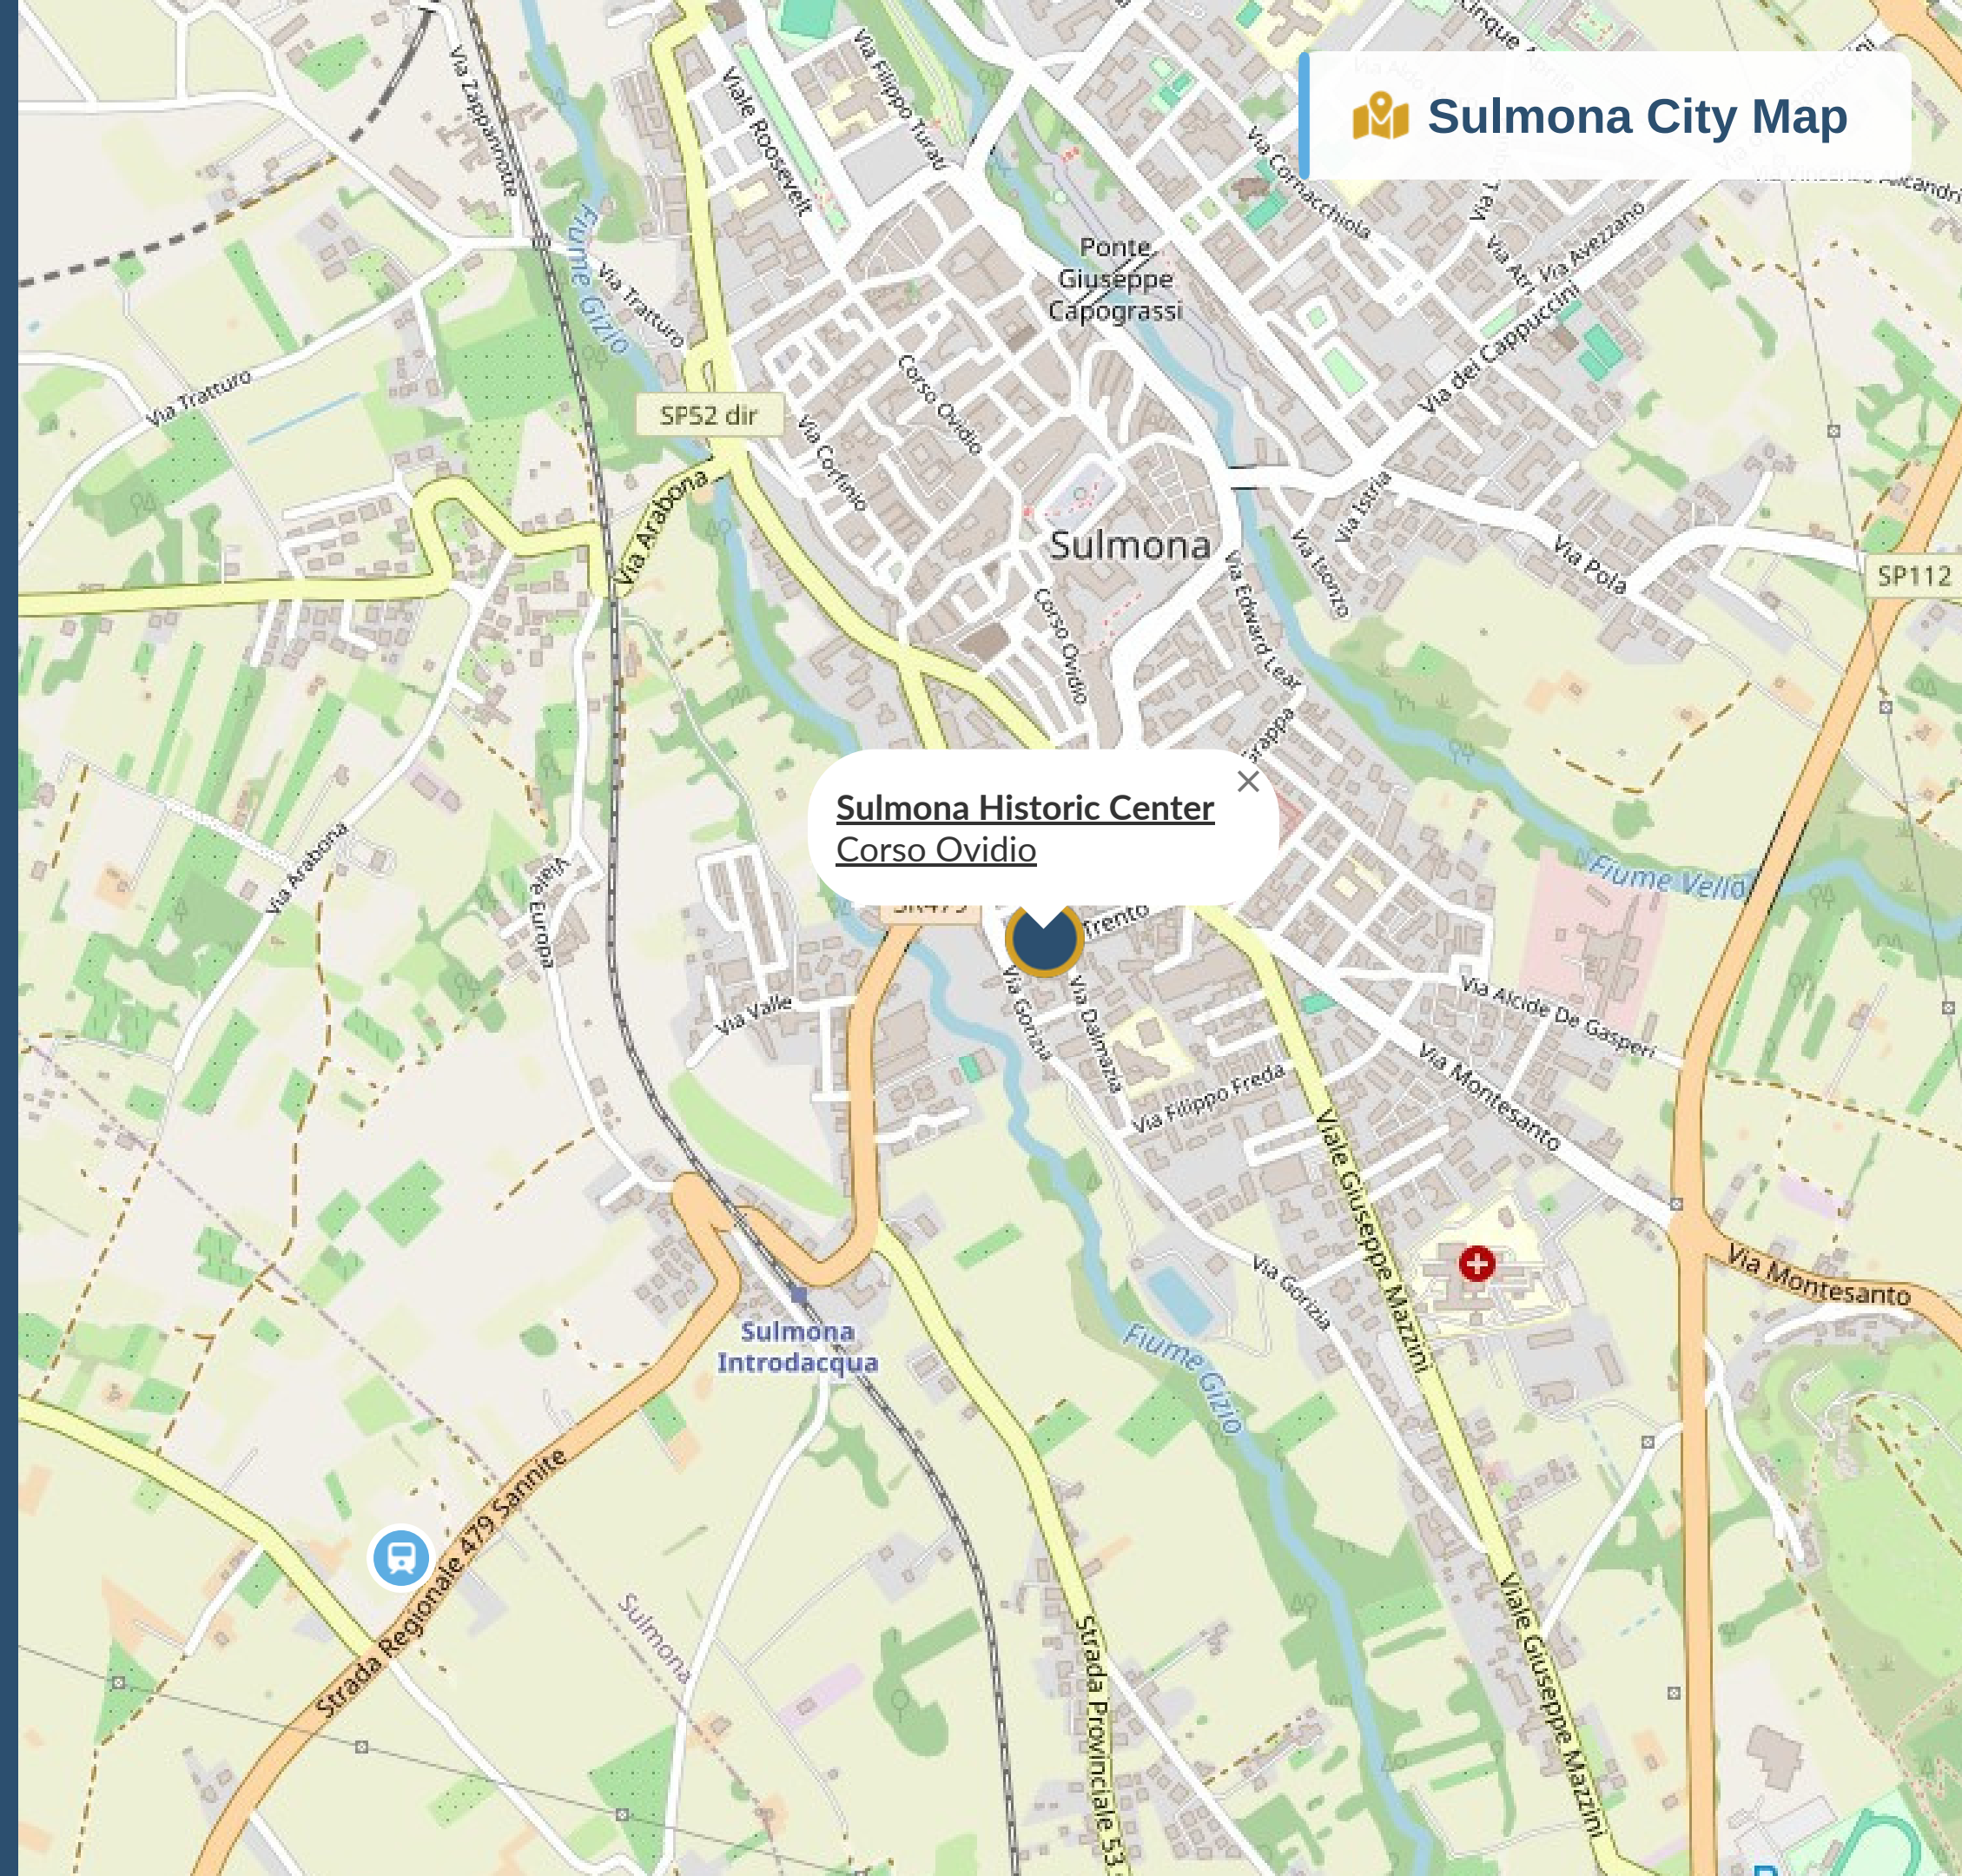 Sulmona City Map
Cinque
Via Zappannotte
Viale Roosevelt
Via Filippo Turati
Via Cornacchiola
Via Atri
Via Avezzano
Via dei Cappuccini
Fiume Gizio
Via Tratturo
Via Tratturo
Ponte
Giuseppe
Capograssi
Corso Ovidio
SP52 dir
Via Corfinio
Via Arabona
Sulmona
Via Istria
Via Isonzo
Via Pola
SP112
Via Edward Lear
Corso Ovidio
Grappa
Sulmona Historic Center
Corso Ovidio
×
SR479
Trento
Via Arabona
Viale Europa
Fiume Vella
Via Valle
Via Gorizia
Via Dalmazia
Via Alcide De Gasperi
Via Filippo Freda
Via Montesanto
Viale Giuseppe Mazzini
Via Montesanto
Via Gorizia
Sulmona
Introdacqua
Fiume Gizio
Strada Regionale 479 Sannite
Sulmona
Strada Provinciale 53
Viale Giuseppe Mazzini